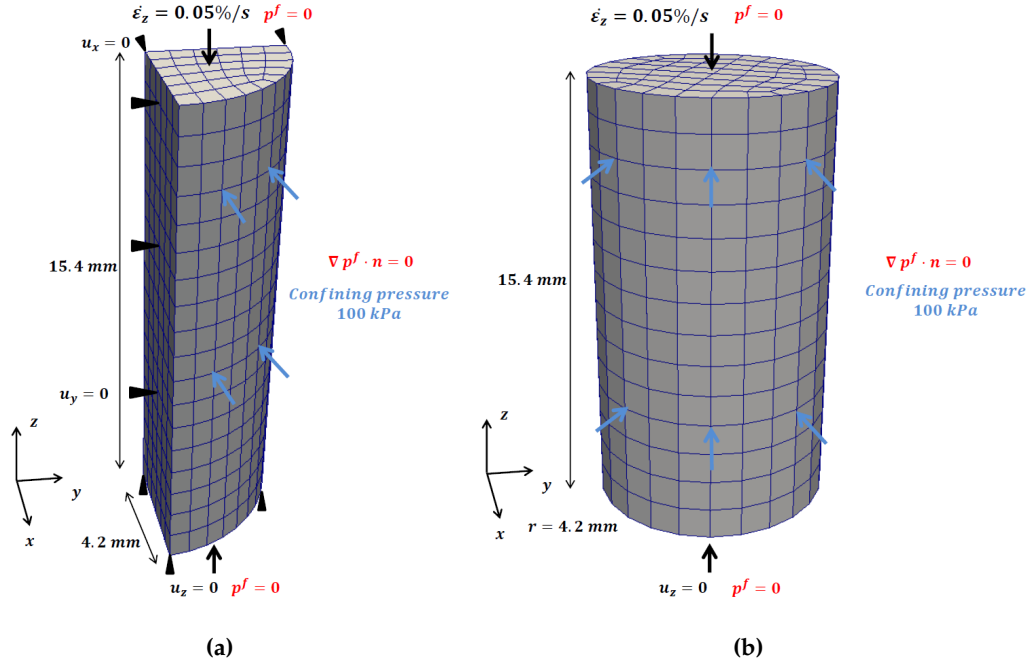 ε̇_z = 0.05%/s p^f = 0
u_x = 0
15.4 mm
∇ p^f · n = 0
Confining pressure
100 kPa
u_y = 0
z
y
x
4.2 mm
u_z = 0 p^f = 0
(a)
ε̇_z = 0.05%/s p^f = 0
15.4 mm
∇ p^f · n = 0
Confining pressure
100 kPa
z
y
x
r = 4.2 mm
u_z = 0 p^f = 0
(b)